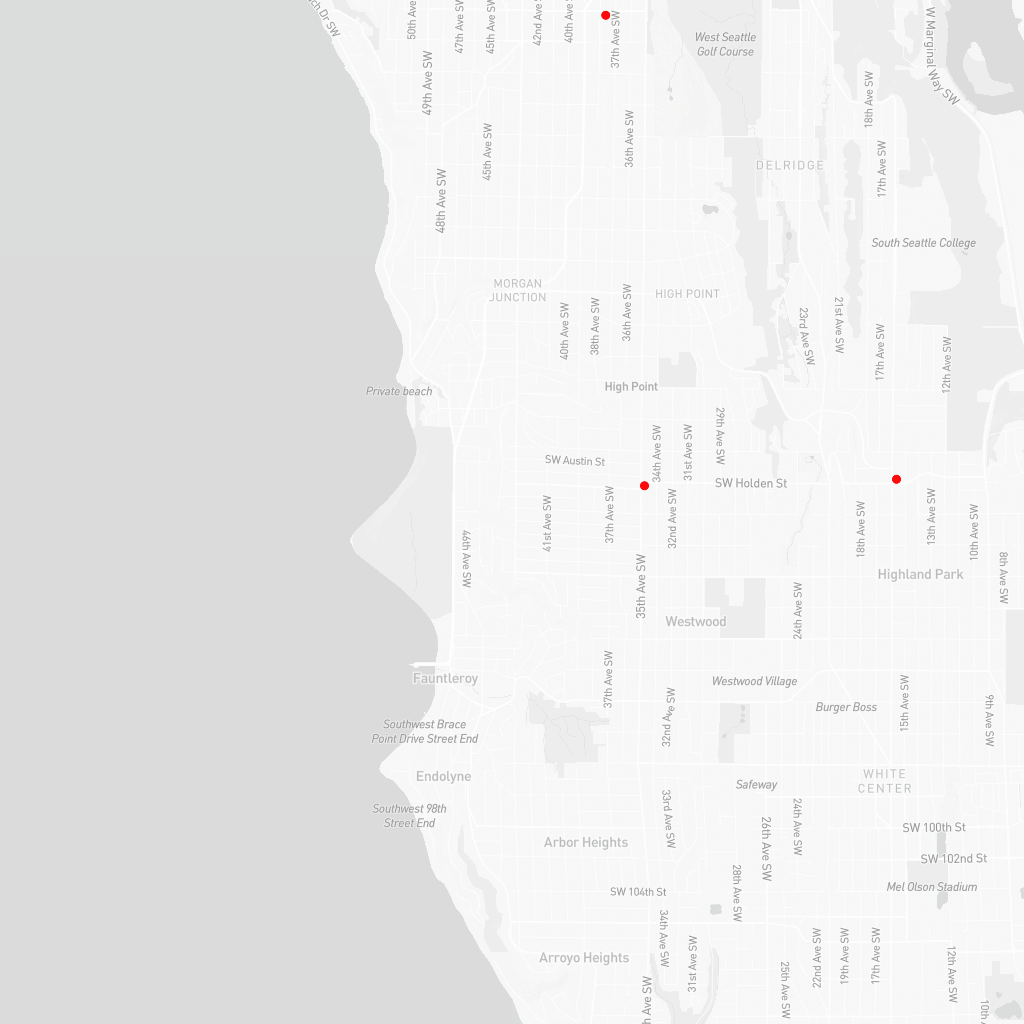 50th Ave SW
47th Ave SW
45th Ave SW
42nd Ave S
40th Ave S
37th Ave SW
West Seattle
Golf Course
W Marginal Way SW
ch Dr SW
49th Ave SW
18th Ave SW
45th Ave SW
36th Ave SW
17th Ave SW
DELRIDGE
48th Ave SW
South Seattle College
MORGAN
JUNCTION
HIGH POINT
40th Ave SW
38th Ave SW
36th Ave SW
23rd Ave SW
21st Ave SW
17th Ave SW
12th Ave SW
Private beach
High Point
34th Ave SW
31st Ave SW
29th Ave SW
SW Austin St
SW Holden St
41st Ave SW
37th Ave SW
32nd Ave SW
18th Ave SW
13th Ave SW
10th Ave SW
46th Ave SW
35th Ave SW
24th Ave SW
Highland Park
8th Ave SW
Westwood
Fauntleroy
37th Ave SW
Westwood Village
32nd Ave SW
Burger Boss
15th Ave SW
9th Ave SW
Southwest Brace
Point Drive Street End
Endolyne
Safeway
WHITE
CENTER
Southwest 98th
Street End
33rd Ave SW
26th Ave SW
24th Ave SW
SW 100th St
Arbor Heights
SW 102nd St
SW 104th St
28th Ave SW
Mel Olson Stadium
34th Ave SW
31st Ave SW
22nd Ave SW
19th Ave SW
17th Ave SW
12th Ave SW
Arroyo Heights
25th Ave SW
h Ave SW
10th